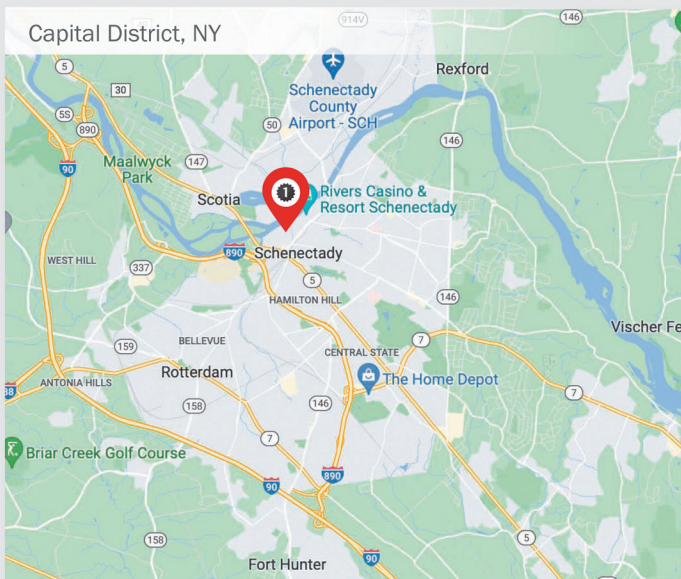 Capital District, NY
914V
146
5
Rexford
30
Schenectady
County
Airport - SCH
5S
50
890
146
147
90
Maalwyck
Park
Scotia
1
Rivers Casino &
Resort Schenectady
WEST HILL
890
Schenectady
337
5
HAMILTON HILL
146
Vischer Fe
159
BELLEVUE
7
CENTRAL STATE
Rotterdam
The Home Depot
88
ANTONIA HILLS
7
158
146
7
Briar Creek Golf Course
890
90
5
158
90
Fort Hunter